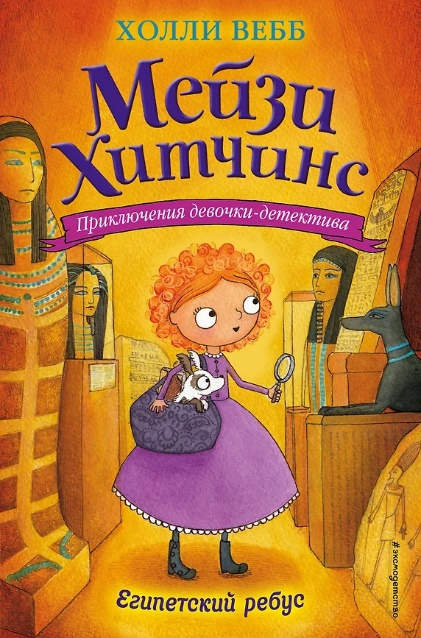 ХОЛЛИ ВЕББ
Мейзи
Хитчинс
Приключения девочки-детектива
Египетский ребус
#эксмодетство